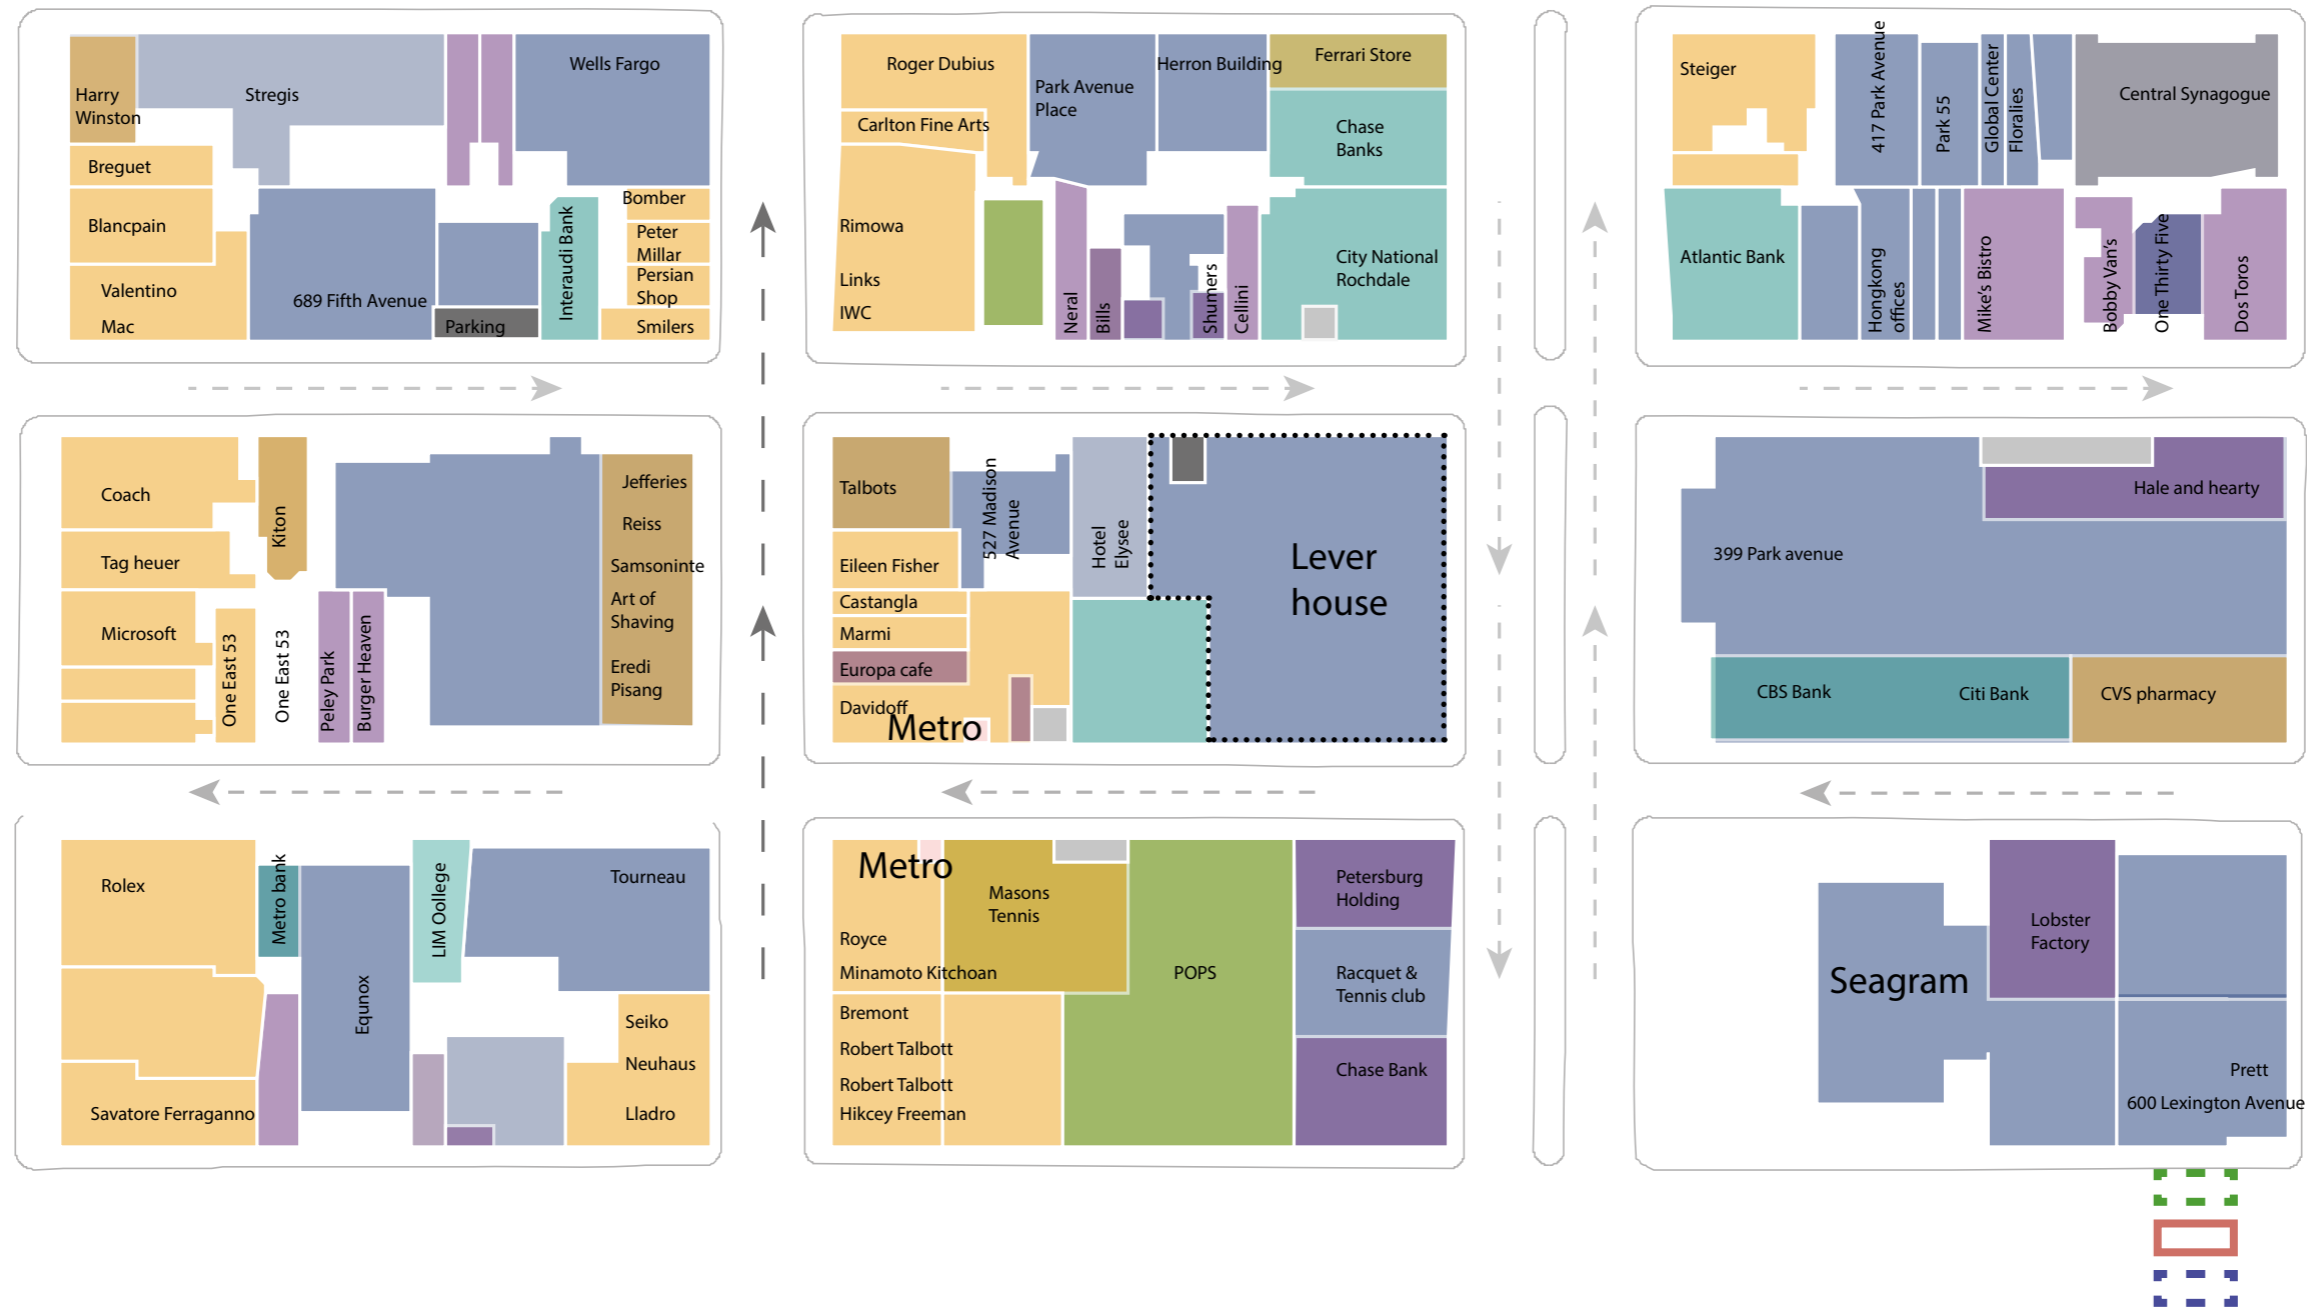 Harry
Winston
Stregis
Wells Fargo
Breguet
Blancpain
Valentino
Mac
689 Fifth Avenue
Parking
Interaudi Bank
Bomber
Peter
Millar
Persian
Shop
Smilers
Roger Dubius
Carlton Fine Arts
Park Avenue
Place
Herron Building
Ferrari Store
Chase
Banks
Rimowa
Links
IWC
Neral
Bills
Shumers
Cellini
City National
Rochdale
Steiger
417 Park Avenue
Park 55
Global Center
Floralies
Central Synagogue
Atlantic Bank
Hongkong
offices
Mike's Bistro
Bobby Van's
One Thirty Five
Dos Toros
Coach
Kiton
Tag heuer
Microsoft
One East 53
One East 53
Peley Park
Burger Heaven
Jefferies
Reiss
Samsoninte
Art of
Shaving
Eredi
Pisang
Talbots
527 Madison
Avenue
Hotel
Elysee
Lever
house
Eileen Fisher
Castangla
Marmi
Europa cafe
Davidoff
Metro
Hale and hearty
399 Park avenue
CBS Bank
Citi Bank
CVS pharmacy
Rolex
Metro bank
Equnox
LIM Oollege
Tourneau
Seiko
Neuhaus
Lladro
Savatore Ferraganno
Metro
Masons
Tennis
Royce
Minamoto Kitchoan
Bremont
Robert Talbott
Robert Talbott
Hikcey Freeman
POPS
Petersburg
Holding
Racquet &
Tennis club
Chase Bank
Lobster
Factory
Seagram
Prett
600 Lexington Avenue